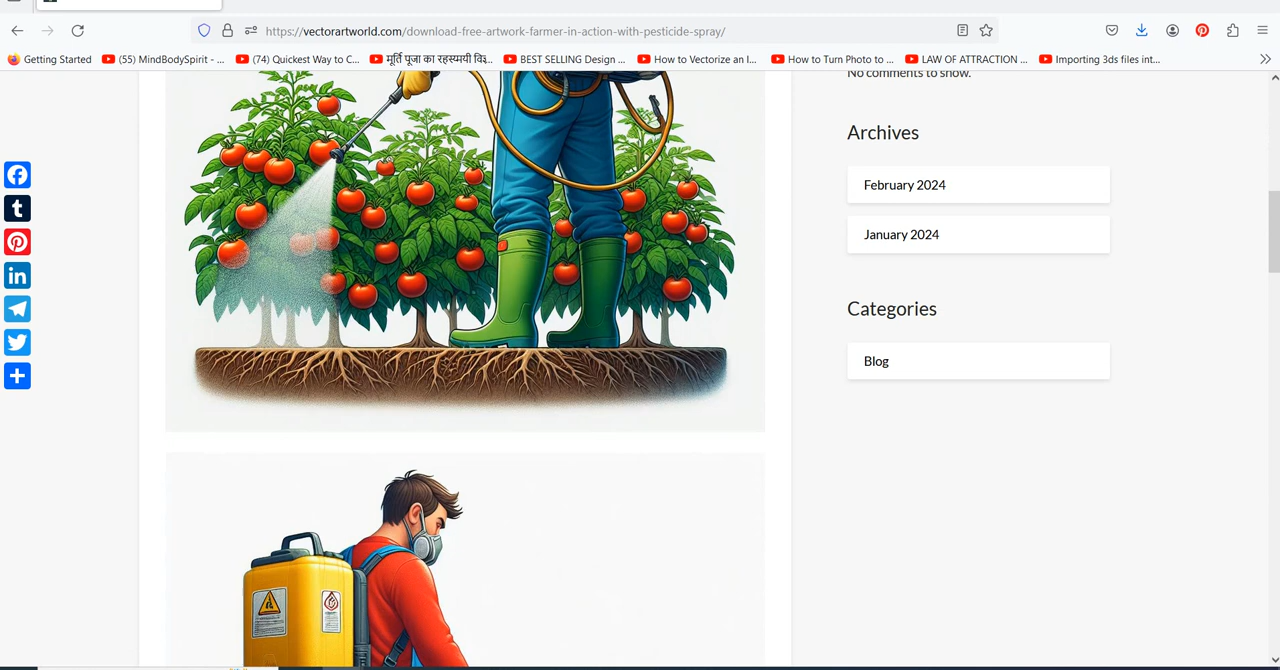 https://vectorartworld.com/download-free-artwork-farmer-in-action-with-pesticide-spray/
Getting Started
(55) MindBodySpirit - ...
(74) Quickest Way to C...
BEST SELLING Design ...
How to Vectorize an I...
How to Turn Photo to ...
LAW OF ATTRACTION ...
Importing 3ds files int...
No comments to show.
Archives
February 2024
January 2024
Categories
Blog